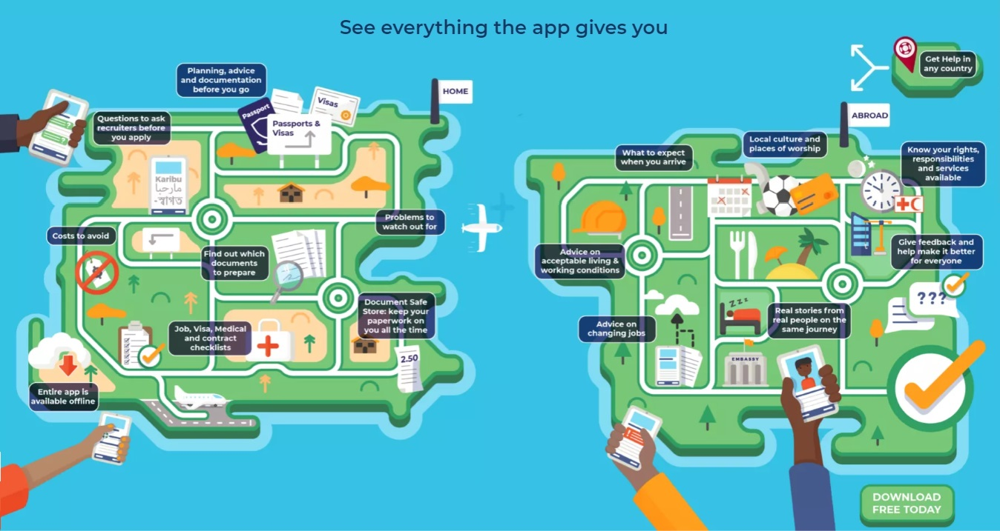 See everything the app gives you
Planning, advice
and documentation
before you go
Questions to ask
recruiters before
you apply
Passport
Visas
Passports &
Visas
HOME
Karibu
مرحبا
স্বাগত-
Costs to avoid
Problems to
watch out for
Find out which
documents
to prepare
Document Safe
Store: keep your
paperwork on
you all the time
Job, Visa, Medical
and contract
checklists
2.50
Entire app is
available offline
Get Help in
any country
ABROAD
What to expect
when you arrive
Local culture and
places of worship
Know your rights,
responsibilities
and services
available
Advice on
acceptable living &
working conditions
Give feedback and
help make it better
for everyone
???
zzz
Advice on
changing jobs
Real stories from
real people on the
same journey
EMBASSY
DOWNLOAD
FREE TODAY